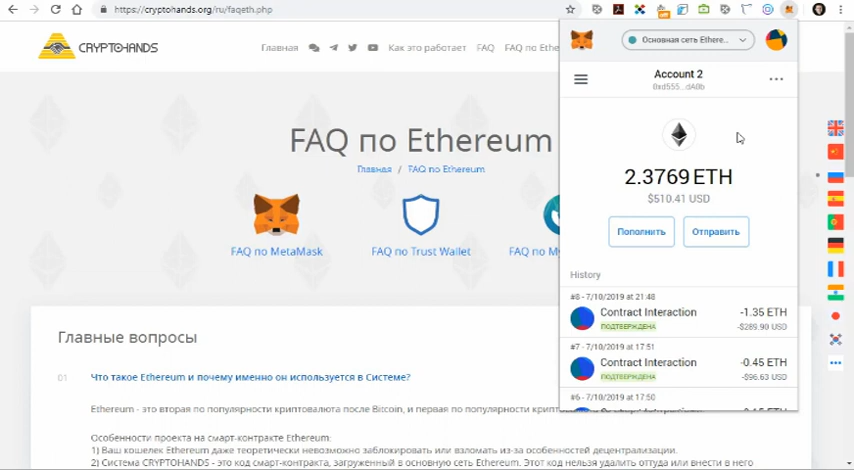 https://cryptohands.org/ru/faqeth.php
CRYPTOHANDS
Главная
Как это работает
FAQ
FAQ по Ethe
FAQ по Ethereum
Главная / FAQ по Ethereum
FAQ по MetaMask
FAQ по Trust Wallet
FAQ по My
Главные вопросы
01
Что такое Ethereum и почему именно он используется в Системе?
Ethereum - это вторая по популярности криптовалюта после Bitcoin, и первая по популярности
Особенности проекта на смарт-контракте Ethereum:
1) Ваш кошелек Ethereum даже теоретически невозможно заблокировать или взломать из-за особенностей децентрализации.
2) Система CRYPTOHANDS - это код смарт-контракта, загруженный в основную сеть Ethereum. Этот код нельзя удалить оттуда или внести в него
off
Основная сеть Ethere...
Account 2
0xd555...dA0b
2.3769 ETH
$510.41 USD
Пополнить
Отправить
History
#8 - 7/10/2019 at 21:48
Contract Interaction
-1.35 ETH
ПОДТВЕРЖДЕНА
-$289.90 USD
#7 - 7/10/2019 at 17:51
Contract Interaction
-0.45 ETH
ПОДТВЕРЖДЕНА
-$96.63 USD
#6 - 7/10/2019 at 17:50